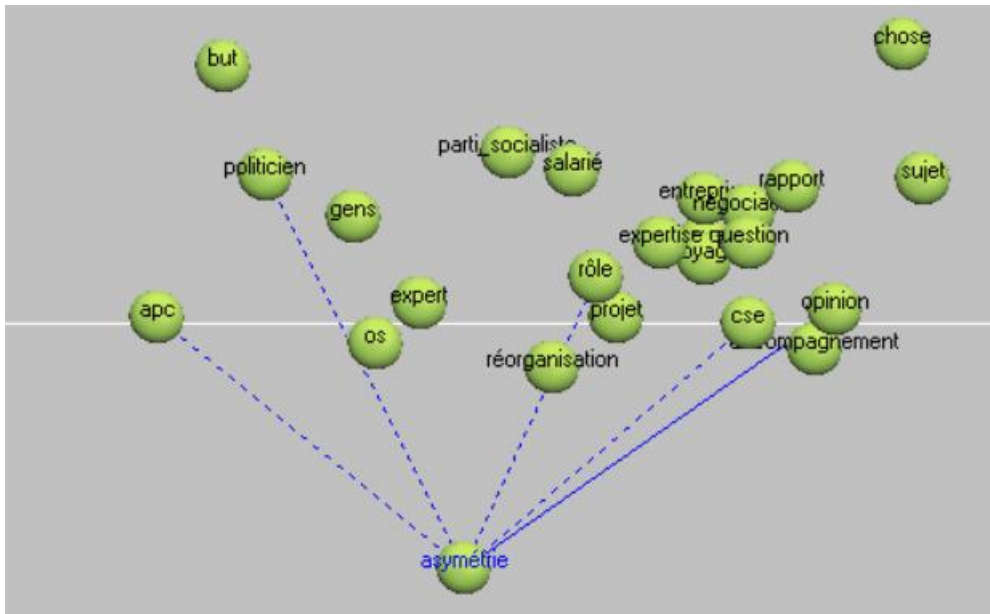 chose
but
parti_socialiste
salarié
politicien
rapport
sujet
gens
expertise
question
rôle
expert
opinion
apc
projet
cse
os
réorganisation
asymétrie